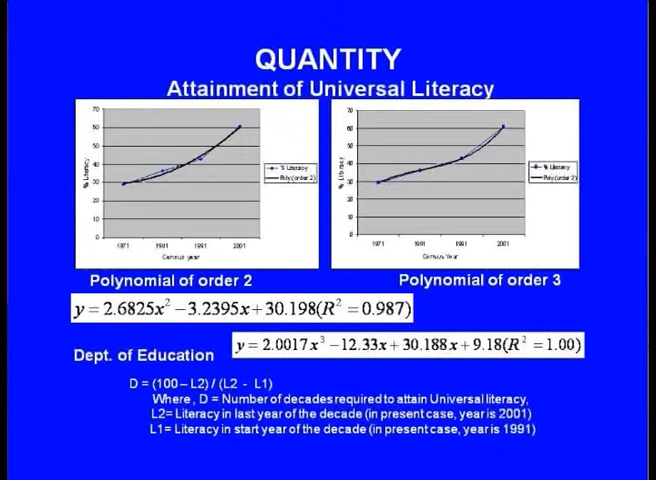 QUANTITY
Attainment of Universal Literacy
70
60
50
40
30
20
10
0
% Literacy
1971
1981
1991
2001
Census year
% Literacy
Poly.(order 2)
70
60
50
40
30
20
10
0
% Literacy
1971
1981
1991
2001
Census Year
% Literacy
Poly.(order 2)
Polynomial of order 2
Polynomial of order 3
y = 2.6825x² − 3.2395x + 30.198(R² = 0.987)
y = 2.0017x³ − 12.33x + 30.188x + 9.18(R² = 1.00)
Dept. of Education
D = (100 – L2) / (L2 - L1)
Where , D = Number of decades required to attain Universal literacy,
L2= Literacy in last year of the decade (in present case, year is 2001)
L1= Literacy in start year of the decade (in present case, year is 1991)